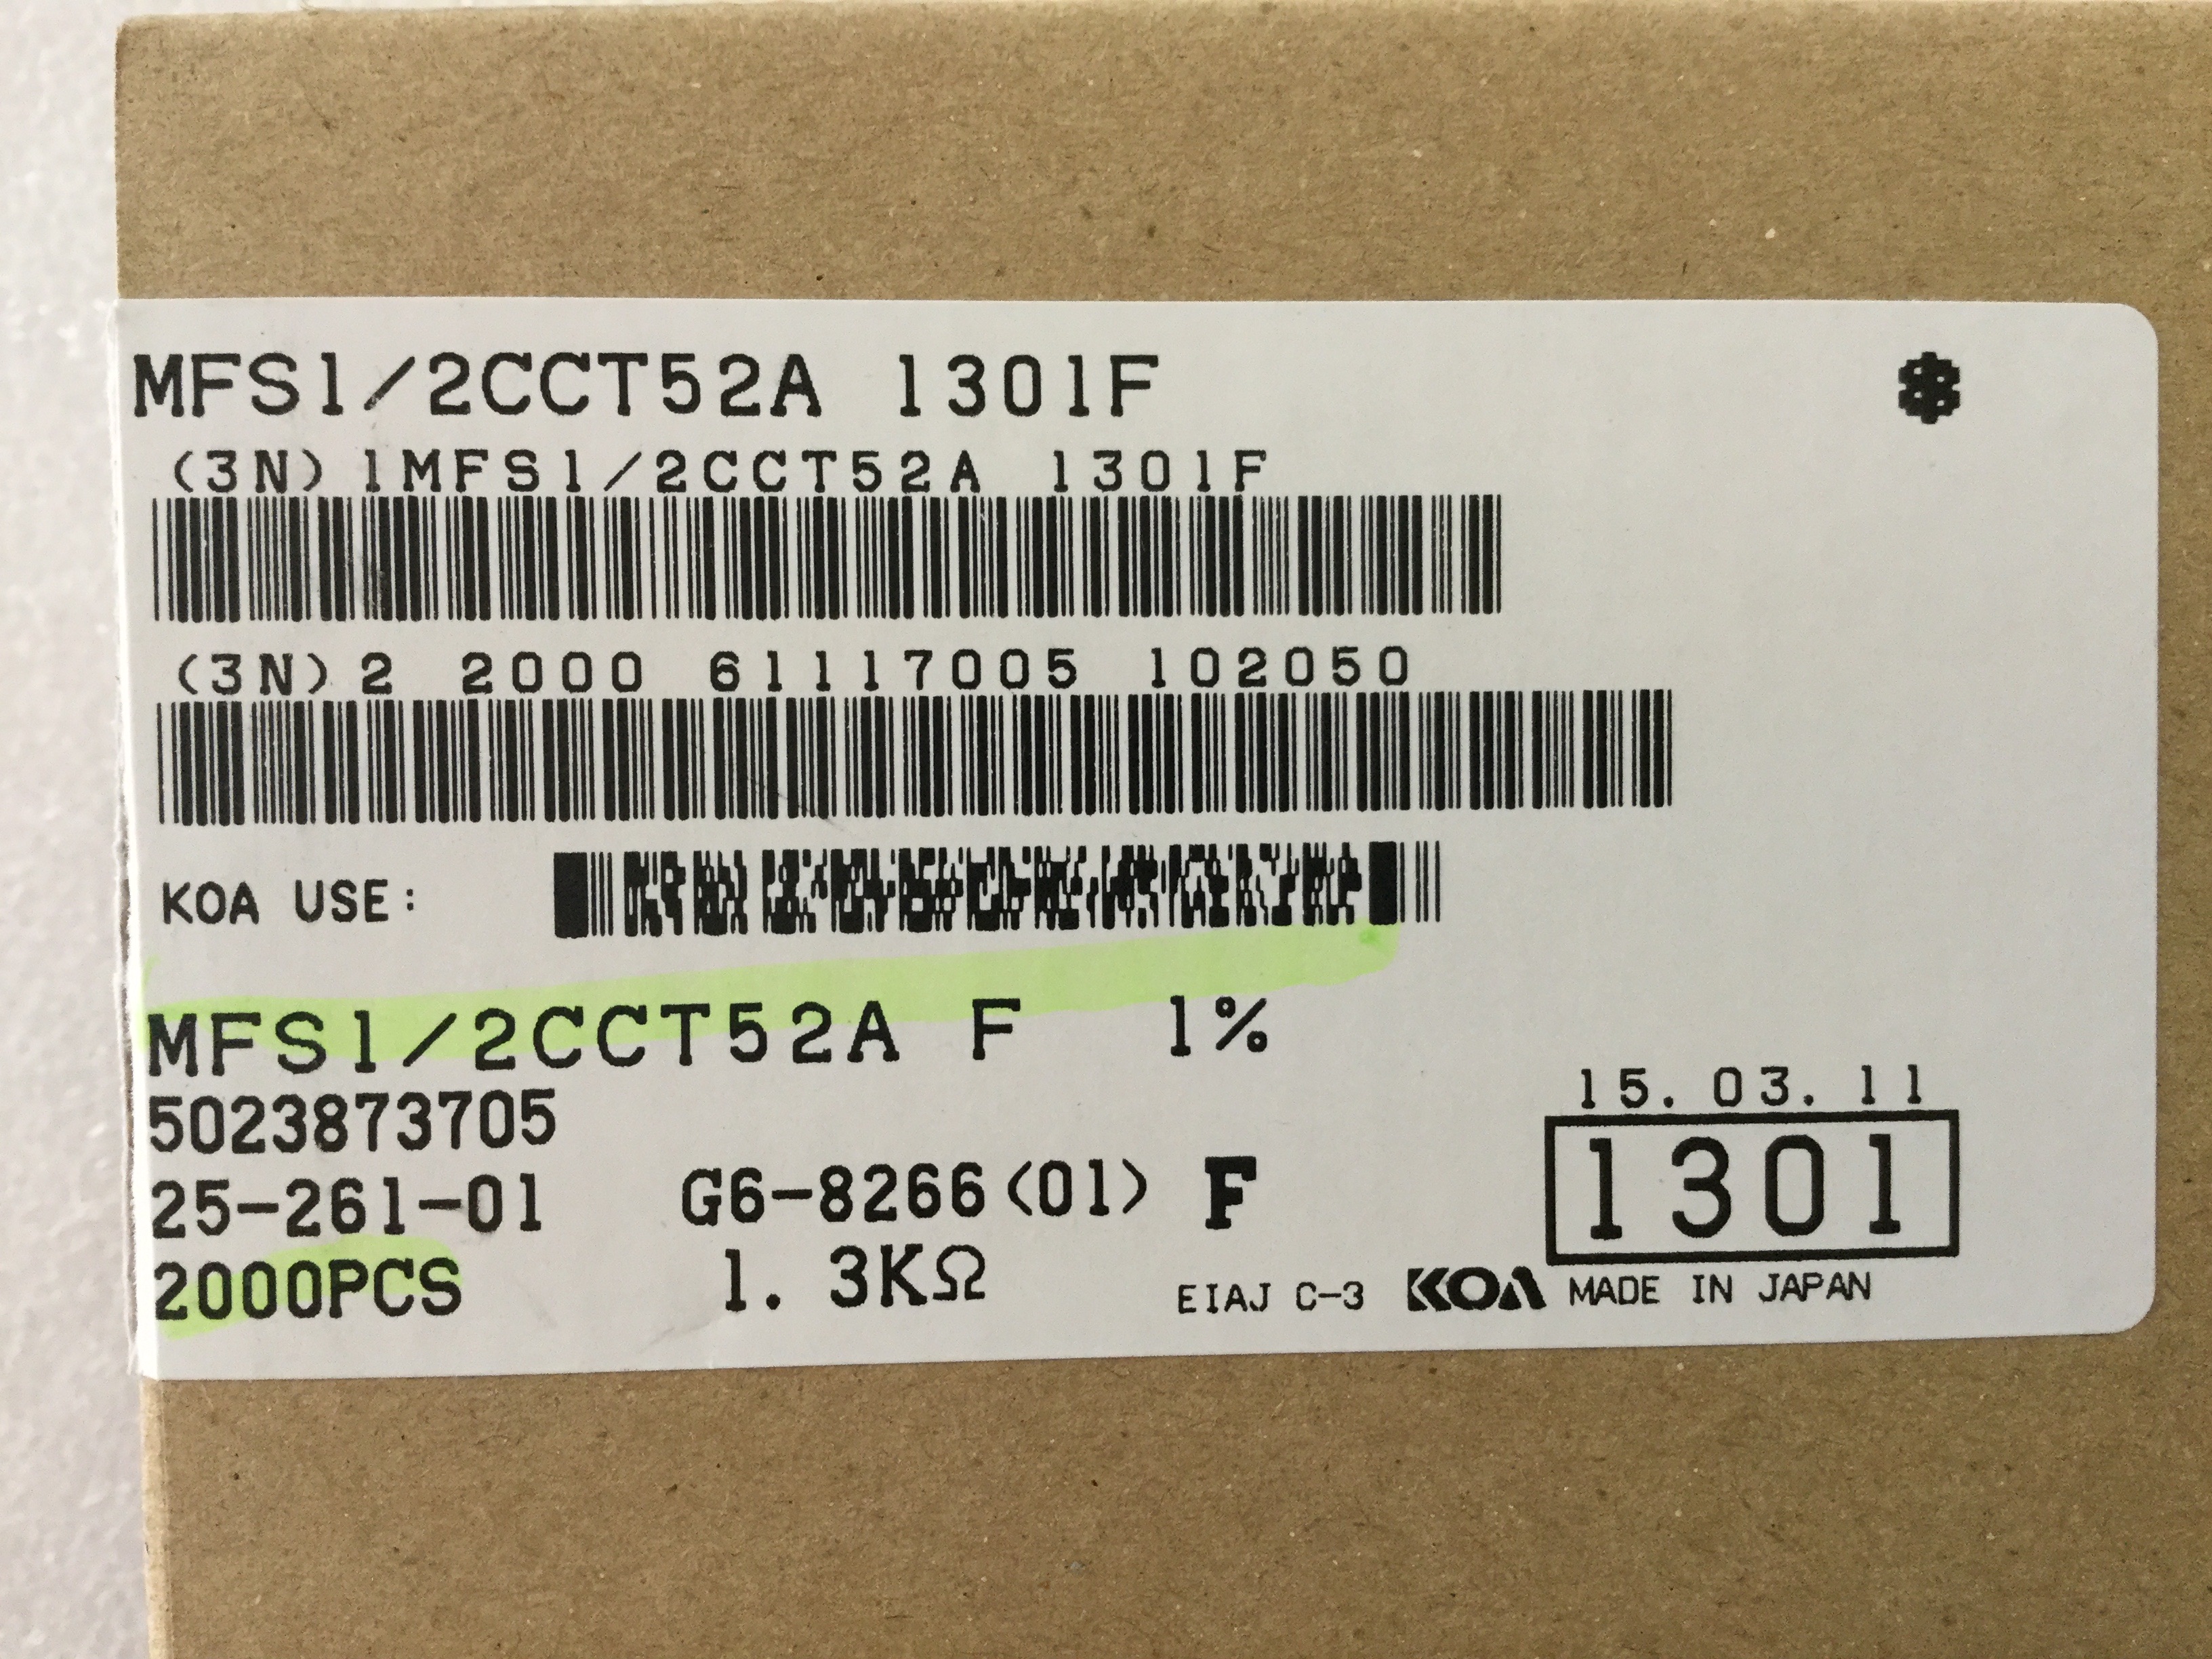 MFS1/2CCT52A 1301F
(3N)1MFS1/2CCT52A 1301F
(3N)2 2000 61117005 102050
KOA USE:
MFS1/2CCT52A F 1%
5023873705
15.03.11
25-261-01 G6-8266(01) F 1301
2000PCS 1.3KΩ EIAJ C-3 KOA MADE IN JAPAN